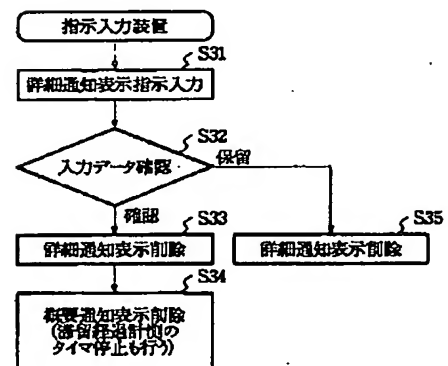 指示入力装置
S31
詳細通知表示指示入力
S32
入力データ確認
保留
確認
S33
詳細通知表示削除
S35
詳細通知表示削除
S34
概要通知表示削除
(滞留経過計測の
タイマ停止も行う)